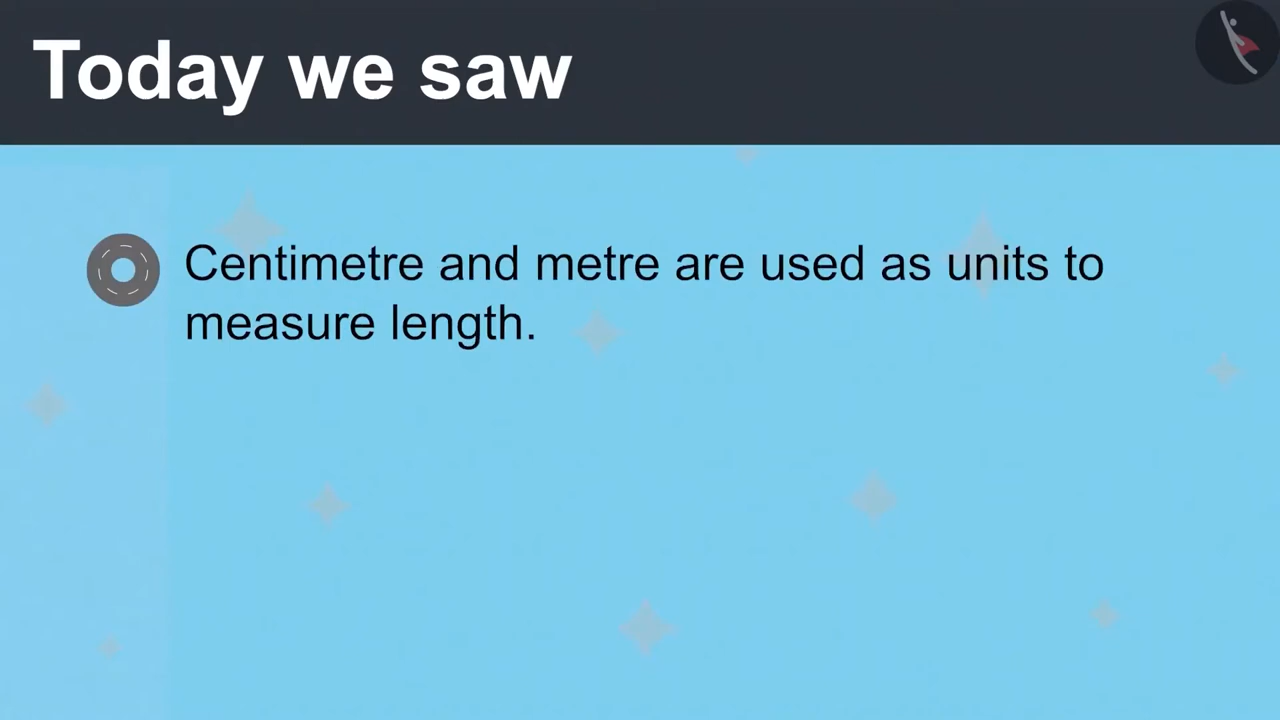 Today we saw
Centimetre and metre are used as units to
measure length.